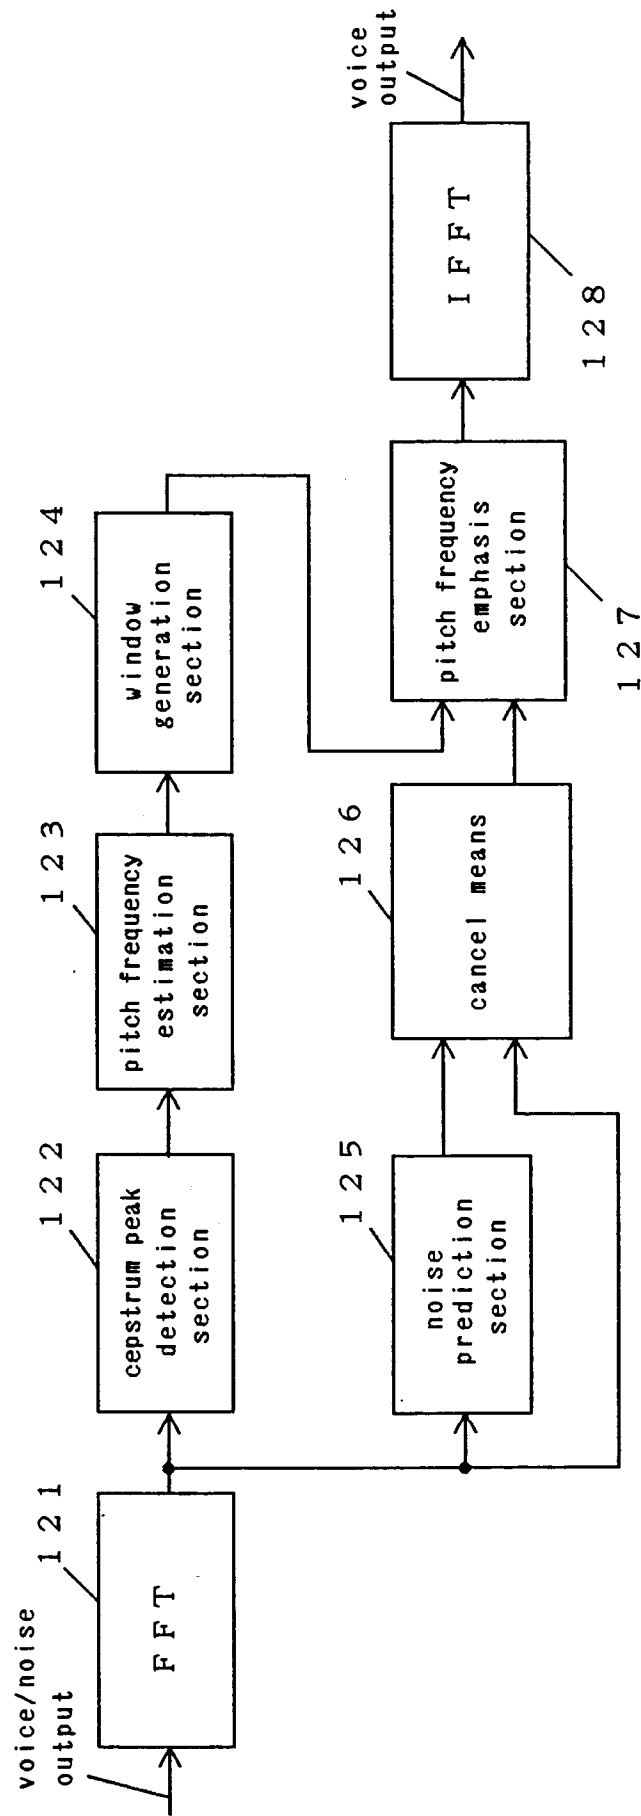 voice/noise
output
121
FFT
122
cepstrum peak
detection
section
123
pitch frequency
estimation
section
124
window
generation
section
125
noise
prediction
section
126
cancel means
127
pitch frequency
emphasis
section
128
IFFT
voice
output